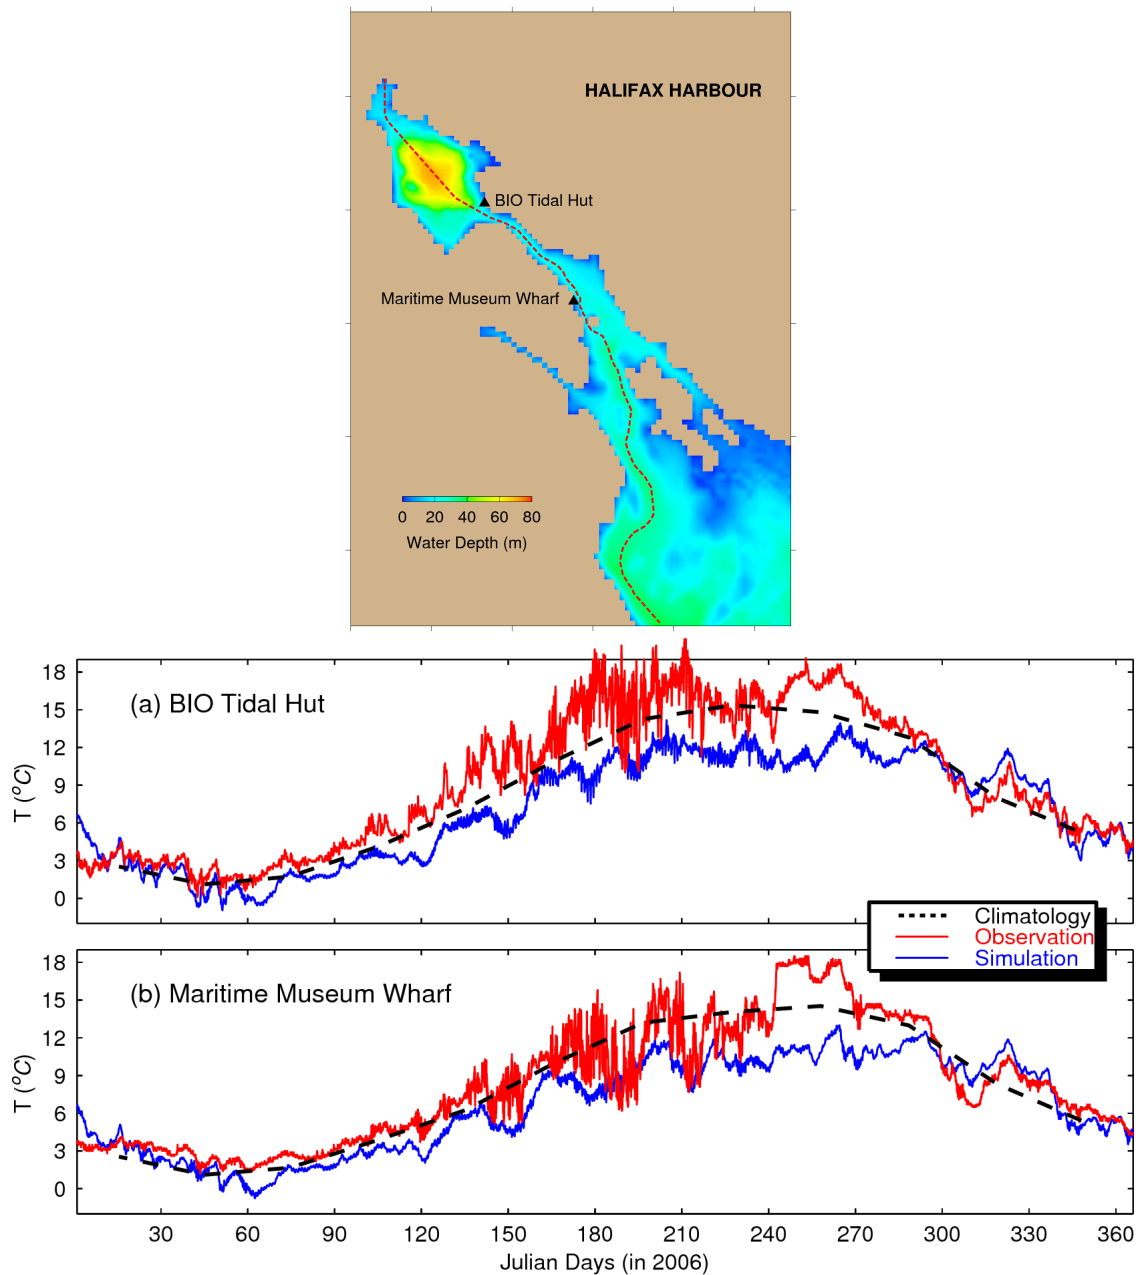 HALIFAX HARBOUR
BIO Tidal Hut
Maritime Museum Wharf
0 20 40 60 80
Water Depth (m)
18
15
12
9
6
3
0
T (°C)
(a) BIO Tidal Hut
Climatology
Observation
Simulation
18
15
12
9
6
3
0
T (°C)
(b) Maritime Museum Wharf
30 60 90 120 150 180 210 240 270 300 330 360
Julian Days (in 2006)